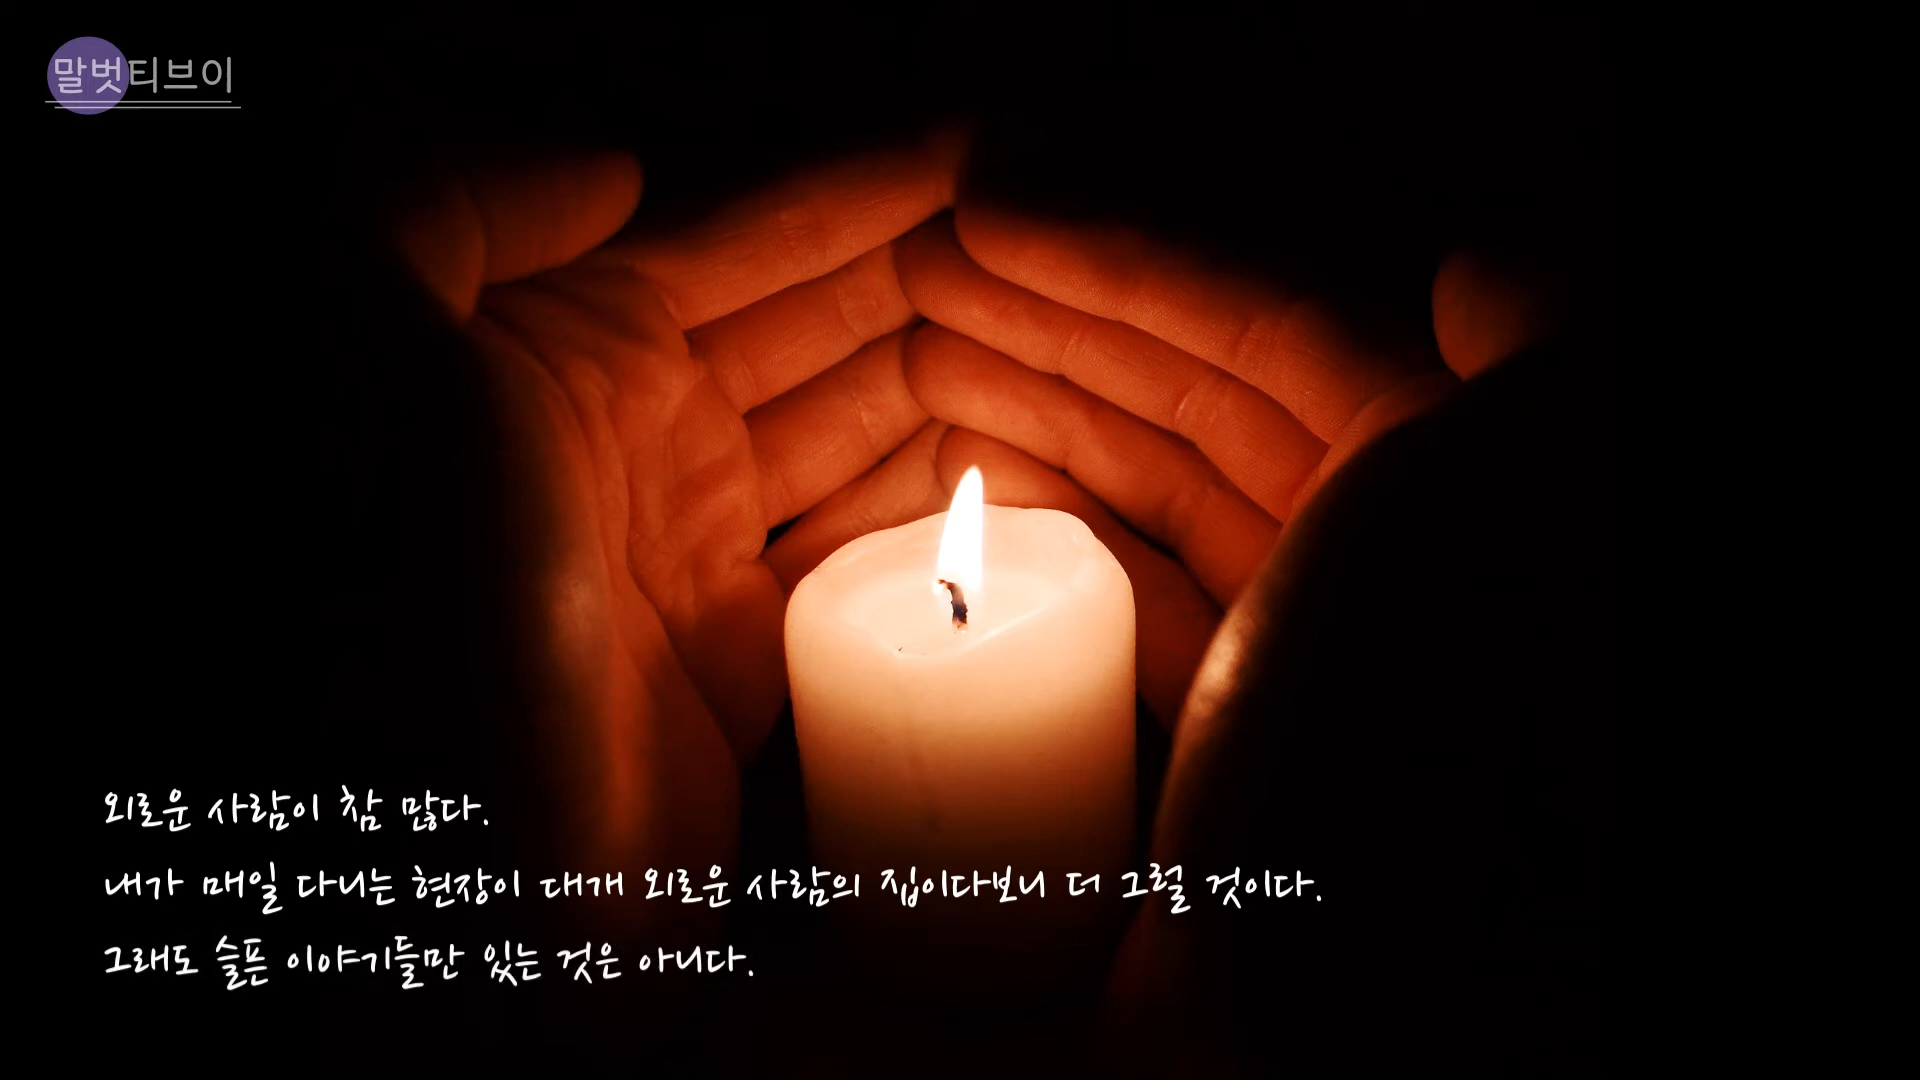 말벗티브이
외로운 사람이 참 많다.
내가 매일 다니는 현장이 대개 외로운 사람의 집이다보니 더 그럴 것이다.
그래도 슬픈 이야기들만 있는 것은 아니다.